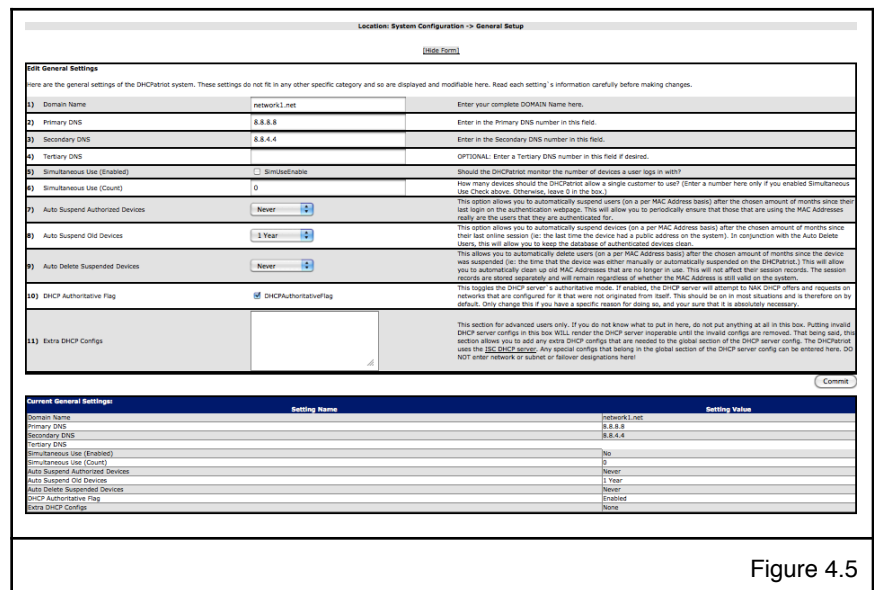 Location: System Configuration -> General Setup
[Hide Form]
Edit General Settings
Here are the general settings of the DHCPatriot system. These settings do not fit in any other specific category and so are displayed and modifiable here. Read each setting`s information carefully before making changes.
1) Domain Name network1.net Enter your complete DOMAIN Name here.
2) Primary DNS 8.8.8.8 Enter in the Primary DNS number in this field.
3) Secondary DNS 8.8.4.4 Enter in the Secondary DNS number in this field.
4) Tertiary DNS OPTIONAL: Enter a Tertiary DNS number in this field if desired.
5) Simultaneous Use (Enabled) SimUseEnable Should the DHCPatriot monitor the number of devices a user logs in with?
6) Simultaneous Use (Count) 0 How many devices should the DHCPatriot allow a single customer to use? (Enter a number here only if you enabled Simultaneous
Use Check above. Otherwise, leave 0 in the box.)
7) Auto Suspend Authorized Devices Never This option allows you to automatically suspend users (on a per MAC Address basis) after the chosen amount of months since their
last login on the authentication webpage. This will allow you to periodically ensure that those that are using the MAC Addresses
really are the users that they are for.
8) Auto Suspend Old Devices 1 Year This option allows you to automatically suspend devices (on a per MAC Address basis) after the chosen amount of months since
their last online session (ie: the last time the device had a public address on the system). In conjunction with the Auto Delete
Users, this will allow you to keep the database of authenticated devices clean.
9) Auto Delete Suspended Devices Never This allows you to automatically delete users (on a per MAC Address basis) after the chosen amount of months since the device
was suspended (ie: the time that the device was either manually or automatically suspended on the DHCPatriot.) This will allow
you to automatically clean up old MAC Addresses that are no longer in use. This will not affect their session records. The session
records are stored separately and will remain regardless of whether the MAC Address is still valid on the system.
10) DHCP Authoritative Flag DHCPAuthoritativeFlag This toggles the DHCP server`s authoritative mode. If enabled, the DHCP server will attempt to NAK DHCP offers and requests on
networks that are configured for it that were not originated from itself. This should be on in most situations and is therefore on by
default. Only change this if you have a specific reason for doing so, and your sure that it is absolutely necessary.
11) Extra DHCP Configs This section for advanced users only. If you do not know what to put in here, do not put anything at all in this box. Putting invalid
DHCP server configs in this box WILL render the DHCP server inoperable until the invalid configs are removed. That being said, this
section allows you to add any extra DHCP configs that are needed to the global section of the DHCP server config. The DHCPatriot
uses the ISC DHCP server. Any special configs that belong in the global section of the DHCP server config can be entered here. DO
NOT enter network or subnet or failover designations here!
Commit
Current General Settings:
Setting Name Setting Value
Domain Name network1.net
Primary DNS 8.8.8.8
Secondary DNS 8.8.4.4
Tertiary DNS
Simultaneous Use (Enabled) No
Simultaneous Use (Count) 0
Auto Suspend Authorized Devices Never
Auto Suspend Old Devices 1 Year
Auto Delete Suspended Devices Never
DHCP Authoritative Flag Enabled
Extra DHCP Configs None
Figure 4.5